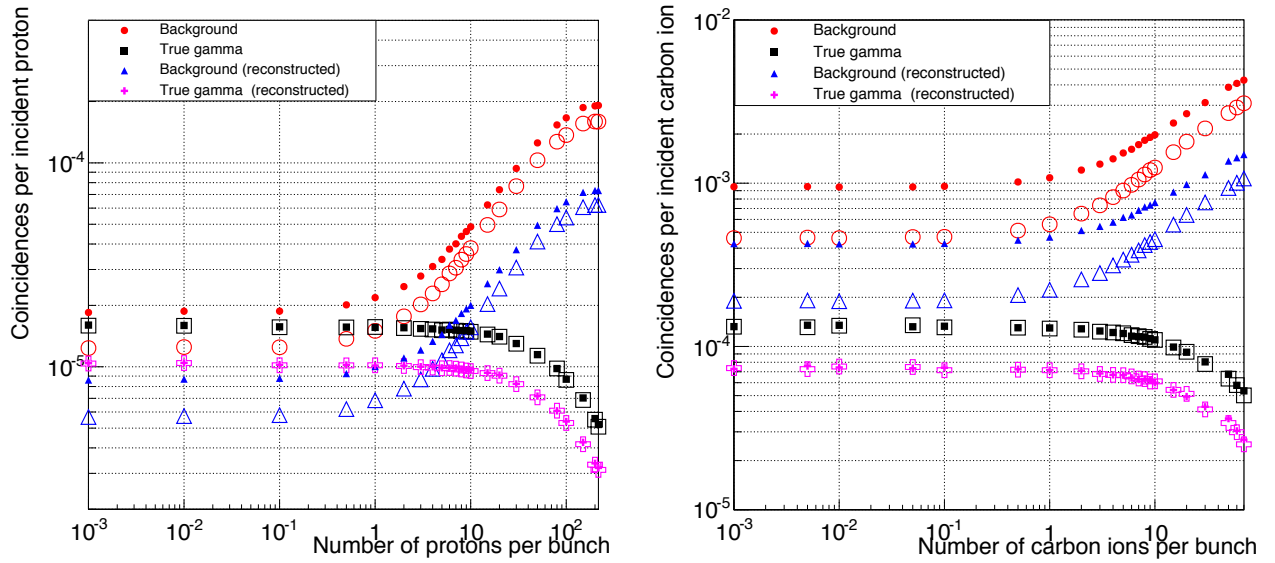 Coincidences per incident proton
Background
True gamma
Background (reconstructed)
True gamma (reconstructed)
10⁻⁴
10⁻⁵
10⁻³ 10⁻² 10⁻¹ 1 10 10²
Number of protons per bunch
Coincidences per incident carbon ion
Background
True gamma
Background (reconstructed)
True gamma (reconstructed)
10⁻²
10⁻³
10⁻⁴
10⁻⁵
10⁻³ 10⁻² 10⁻¹ 1 10
Number of carbon ions per bunch